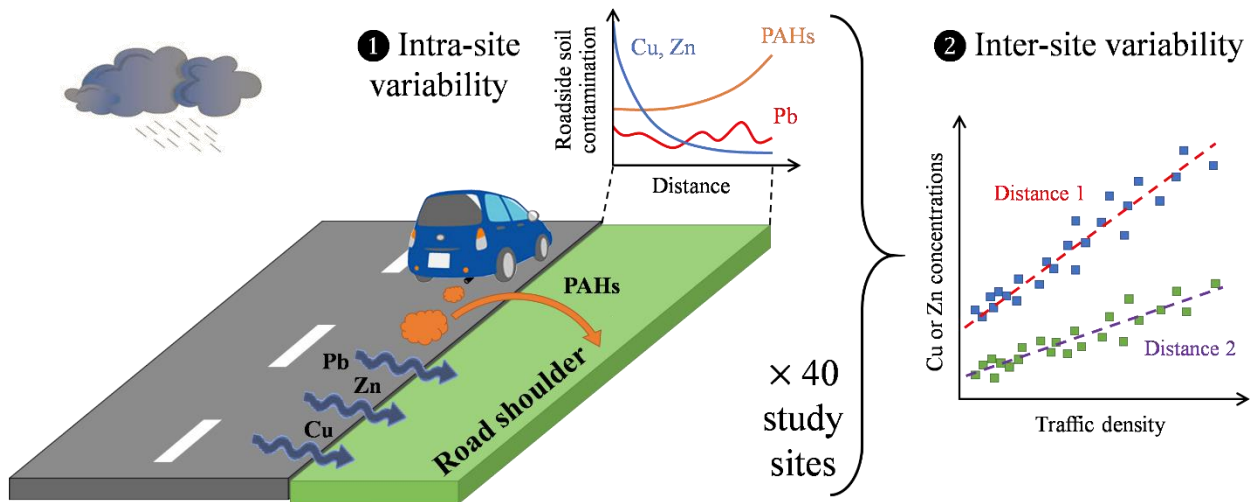 ❶ Intra-site
variability
Roadside soil
contamination
Cu, Zn
PAHs
Pb
Distance
❷ Inter-site variability
Cu or Zn concentrations
Distance 1
Distance 2
Traffic density
PAHs
Pb
Zn
Cu
Road shoulder
× 40
study
sites